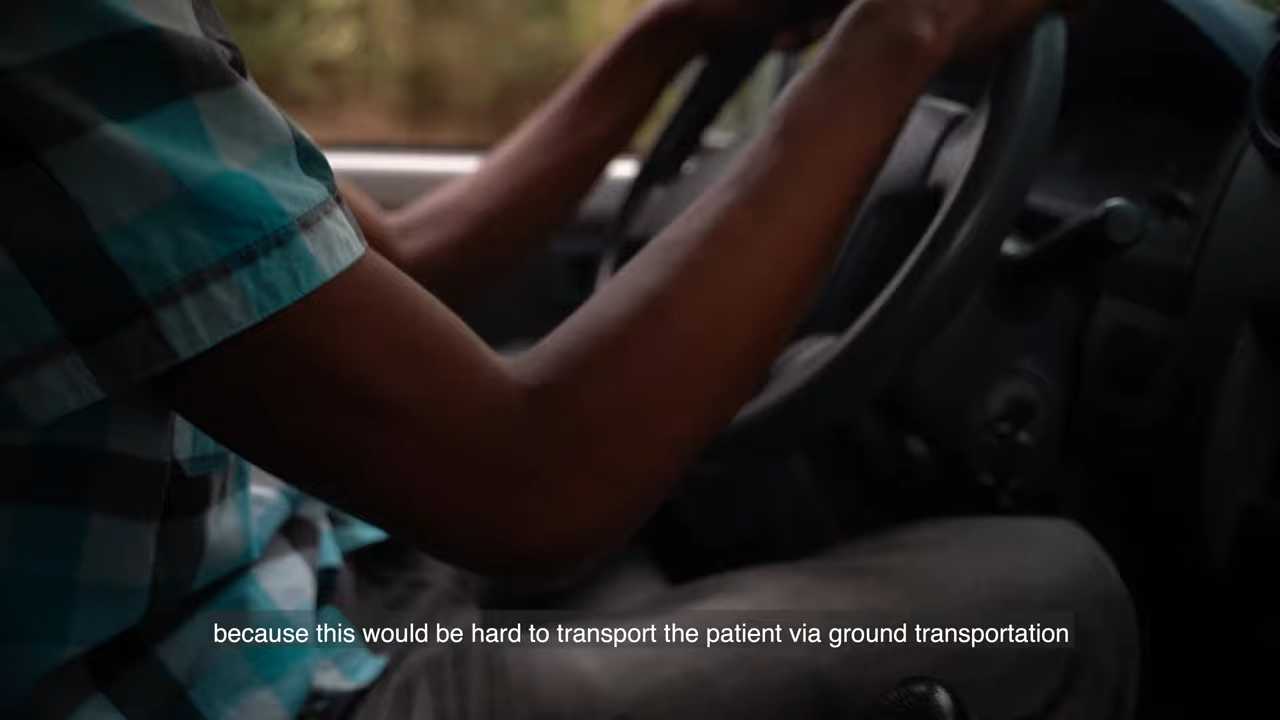 because this would be hard to transport the patient via ground transportation